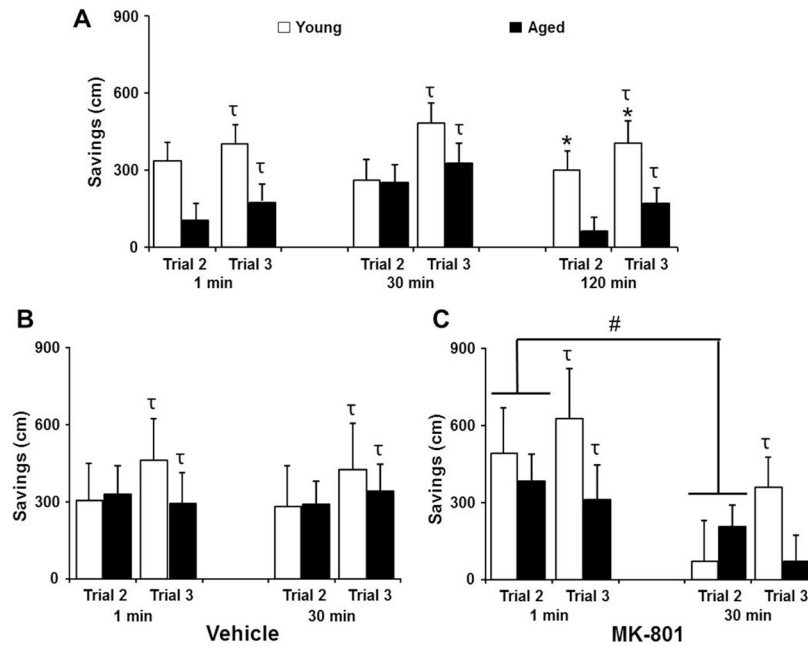 A
900
Young
Aged
Savings (cm)
600
300
0
τ
τ
τ
τ
*
τ
*
τ
Trial 2 Trial 3 Trial 2 Trial 3 Trial 2 Trial 3
1 min 30 min 120 min
B
900
Savings (cm)
600
300
0
τ
τ
τ
τ
Trial 2 Trial 3 Trial 2 Trial 3
1 min 30 min
Vehicle
C
#
900
Savings (cm)
600
300
0
τ
τ
τ
Trial 2 Trial 3 Trial 2 Trial 3
1 min 30 min
MK-801